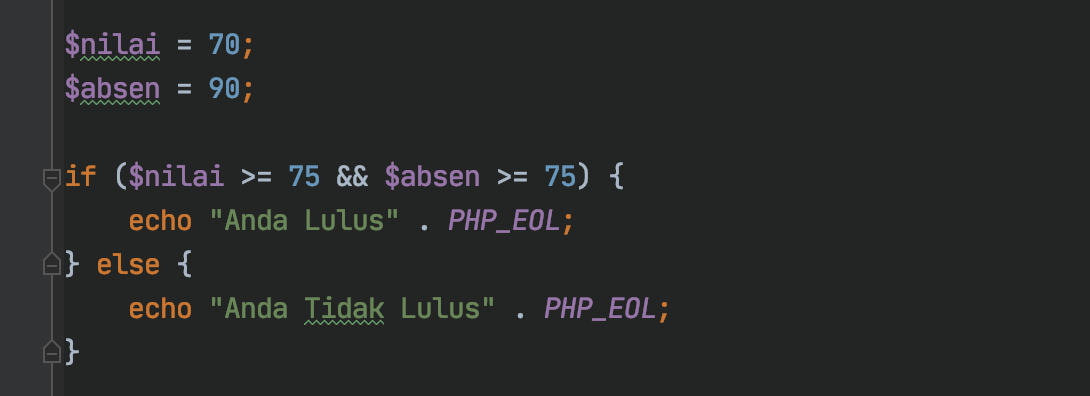 $nilai = 70;
$absen = 90;
if ($nilai >= 75 && $absen >= 75) {
echo "Anda Lulus" . PHP_EOL;
} else {
echo "Anda Tidak Lulus" . PHP_EOL;
}